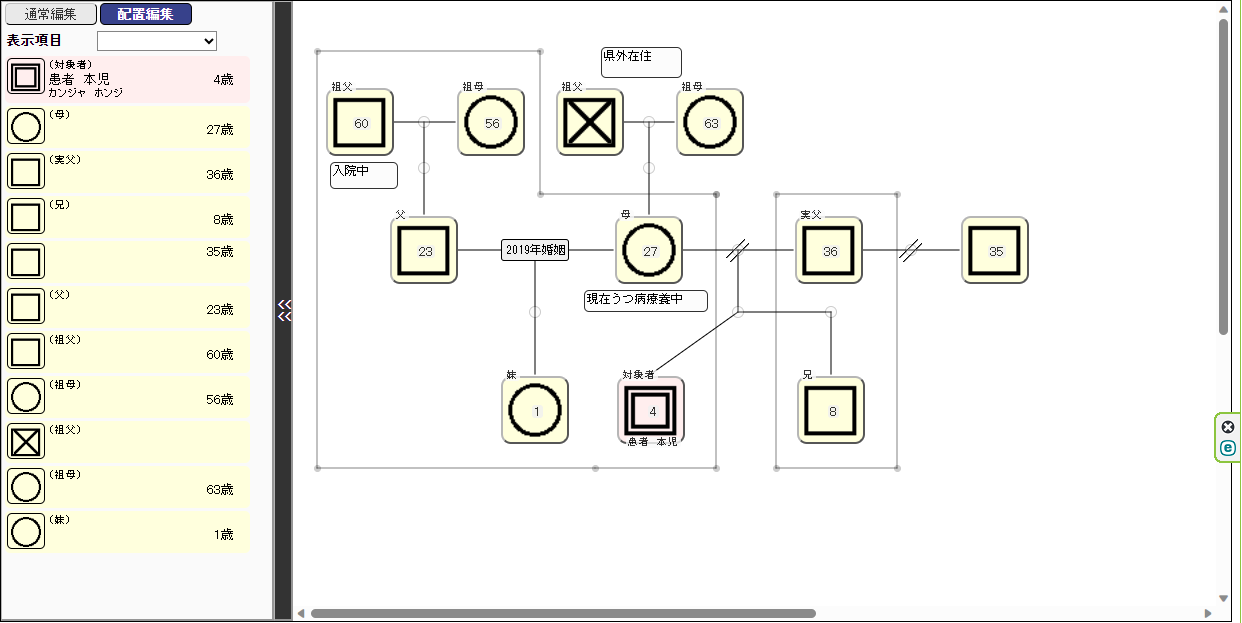 通常編集
配置編集
表示項目
(対象者)
患者 本児
カンジャ ホンジ
4歳
(母)
27歳
(実父)
36歳
(兄)
8歳
35歳
(父)
23歳
(祖父)
60歳
(祖母)
56歳
(祖父)
(祖母)
63歳
(妹)
1歳
県外在住
祖父
60
祖母
56
祖父
祖母
63
入院中
父
23
2019年婚姻
母
27
実父
36
35
現在うつ病療養中
妹
1
対象者
4
患者 本児
兄
8